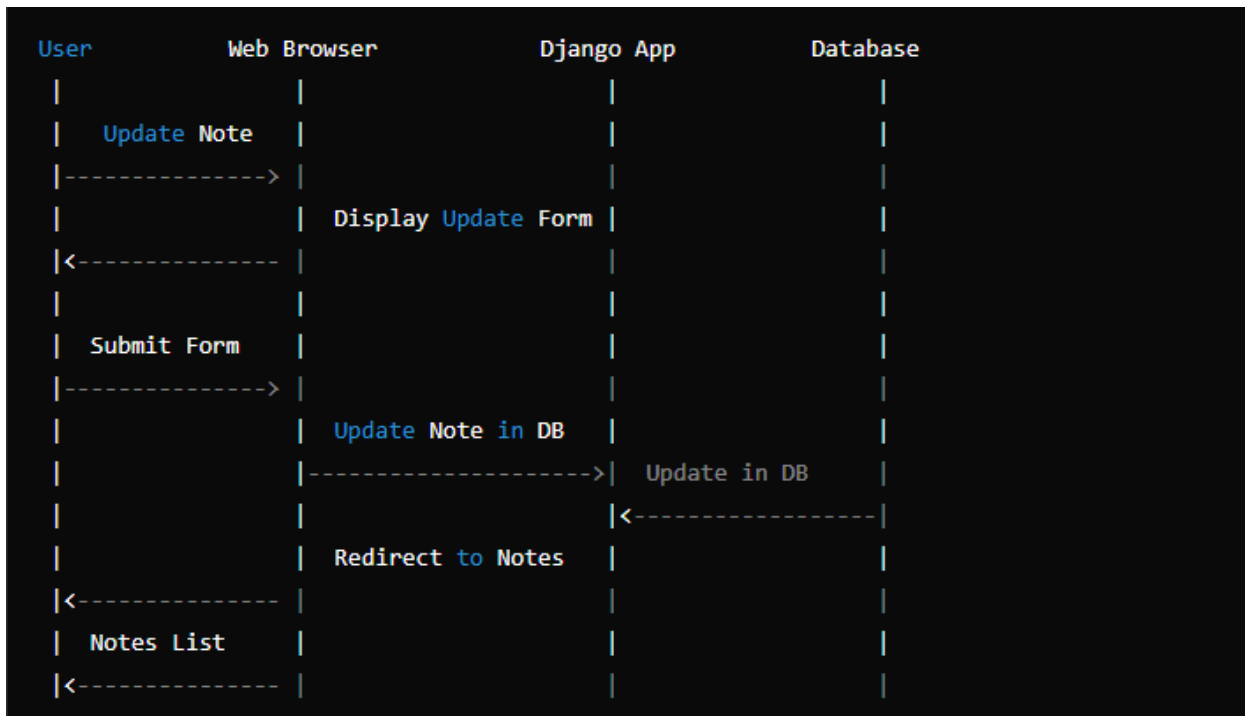 User          Web Browser            Django App          Database
 |                 |                      |                   |
 |   Update Note   |                      |                   |
 |---------------> |                      |                   |
 |                 |  Display Update Form |                   |
 |<--------------- |                      |                   |
 |                 |                      |                   |
 |  Submit Form    |                      |                   |
 |---------------> |                      |                   |
 |                 |  Update Note in DB   |                   |
 |                 |--------------------->|  Update in DB     |
 |                 |                      |<------------------|
 |                 |  Redirect to Notes   |                   |
 |<--------------- |                      |                   |
 |  Notes List     |                      |                   |
 |<--------------- |                      |                   |